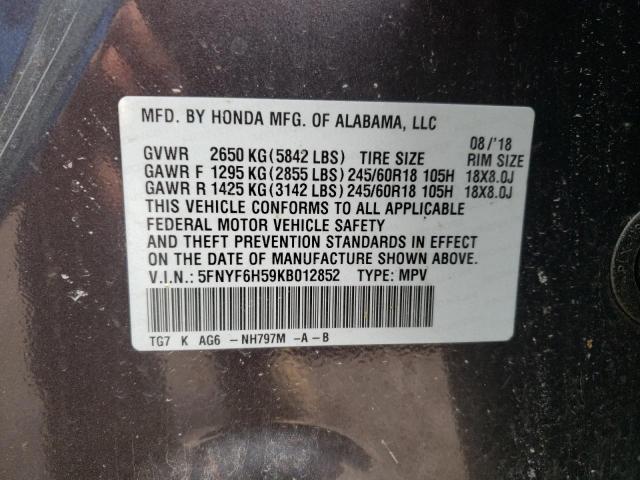 MFD. BY HONDA MFG. OF ALABAMA, LLC
08/'18
GVWR 2650 KG(5842 LBS) TIRE SIZE RIM SIZE
GAWR F 1295 KG(2855 LBS)245/60R18 105H 18X8.0J
GAWR R 1425 KG(3142 LBS)245/60R18 105H 18X8.0J
THIS VEHICLE CONFORMS TO ALL APPLICABLE
FEDERAL MOTOR VEHICLE SAFETY
AND THEFT PREVENTION STANDARDS IN EFFECT
ON THE DATE OF MANUFACTURE SHOWN ABOVE.
V.I.N.: 5FNYF6H59KB012852 TYPE: MPV
TG7 K AG6 -NH797M -A-B